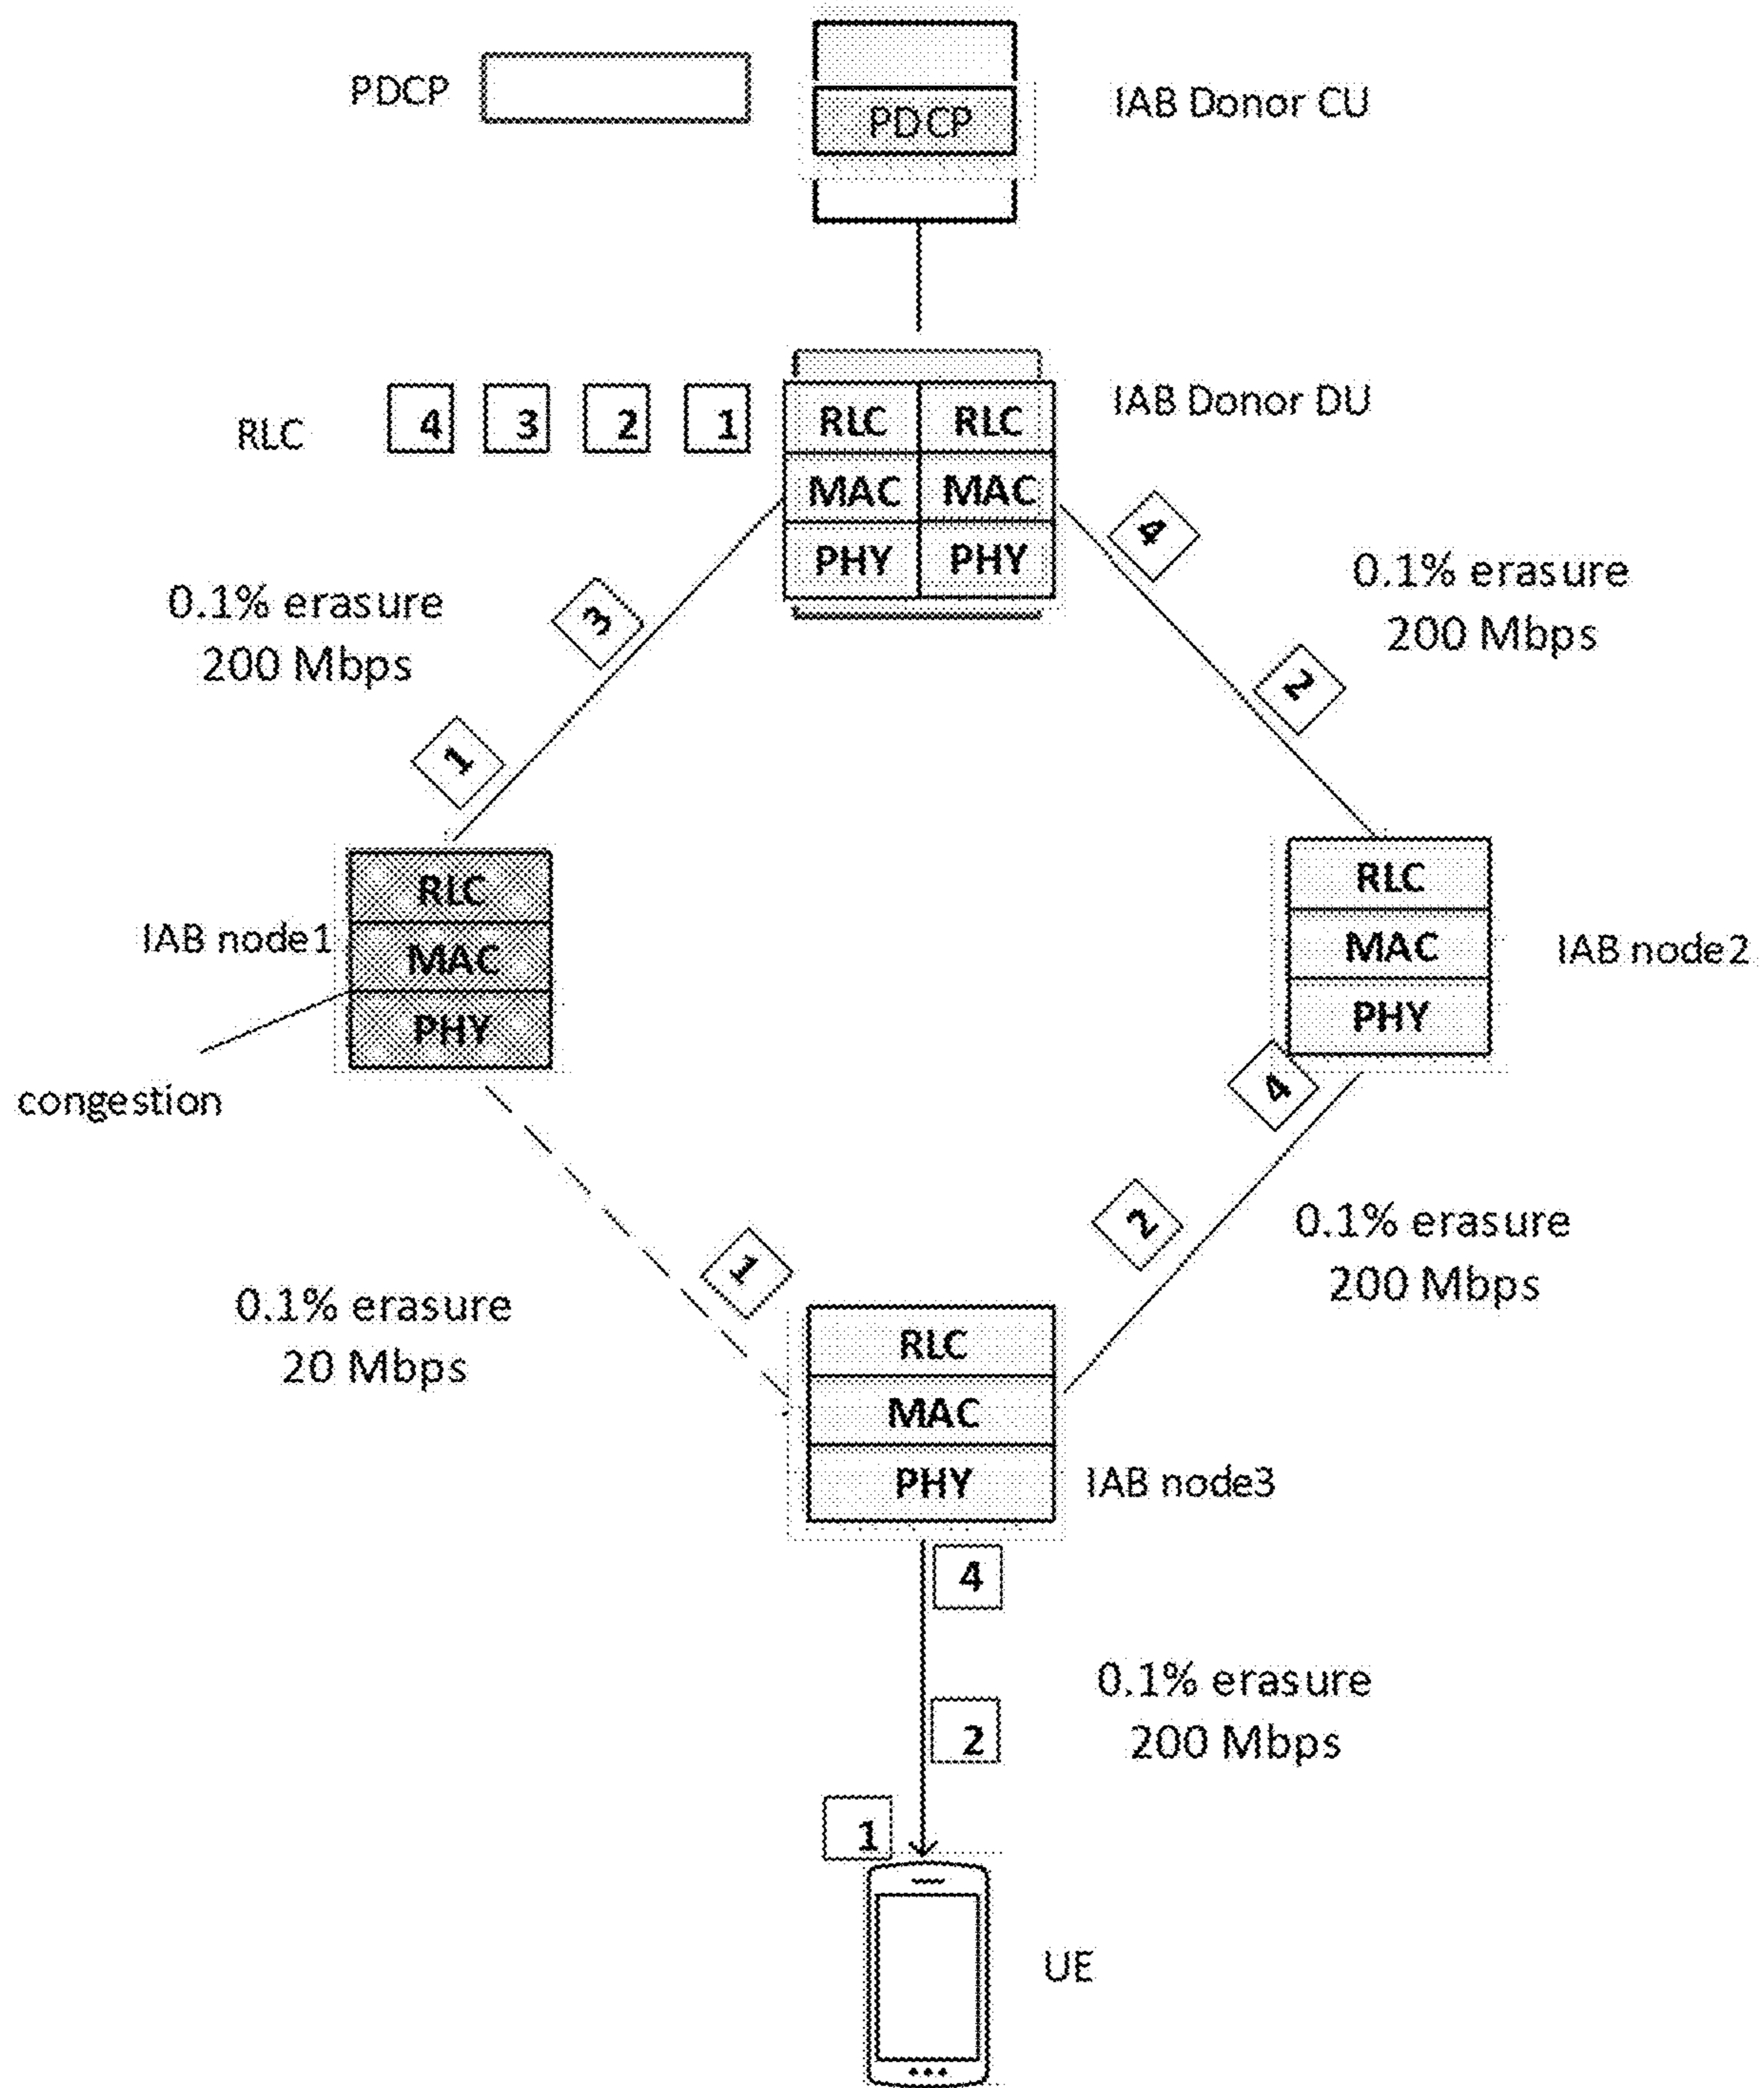 PDCP
PDCP
IAB Donor CU
RLC
4 3 2 1
RLC RLC
MAC MAC
PHY PHY
IAB Donor DU
4
0.1% erasure
200 Mbps
3
0.1% erasure
200 Mbps
2
1
IAB node1
RLC
MAC
PHY
congestion
RLC
MAC
PHY
IAB node2
4
2
0.1% erasure
200 Mbps
1
0.1% erasure
20 Mbps
RLC
MAC
PHY
IAB node3
4
0.1% erasure
200 Mbps
2
1
UE